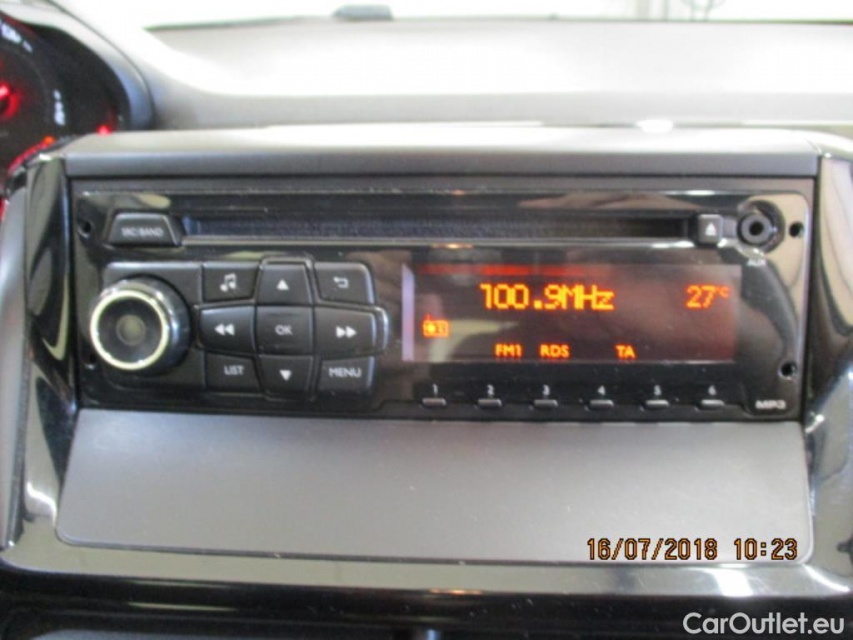 SRC/BAND
100.9MHz 27°C
OK
LIST MENU
FM1 RDS TA
1 2 3 4 5 6
MP3
16/07/2018 10:23
CarOutlet.eu